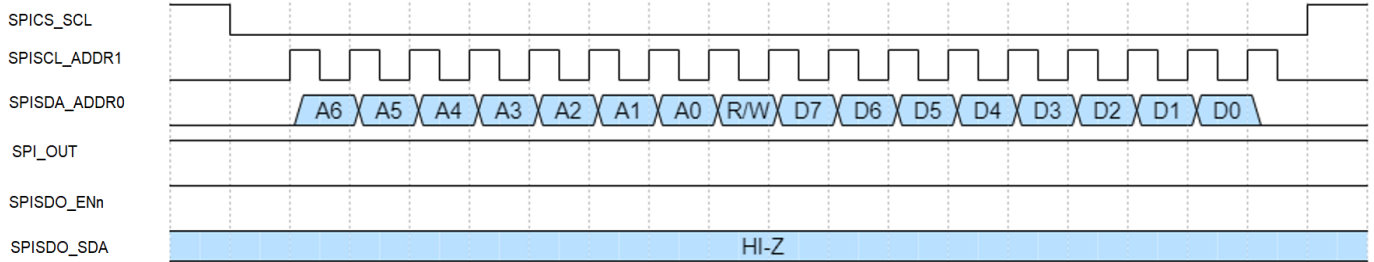 SPICS_SCL
SPISCL_ADDR1
SPISDA_ADDR0 A6 A5 A4 A3 A2 A1 A0 R/W D7 D6 D5 D4 D3 D2 D1 D0
SPI_OUT
SPISDO_ENn
SPISDO_SDA HI-Z